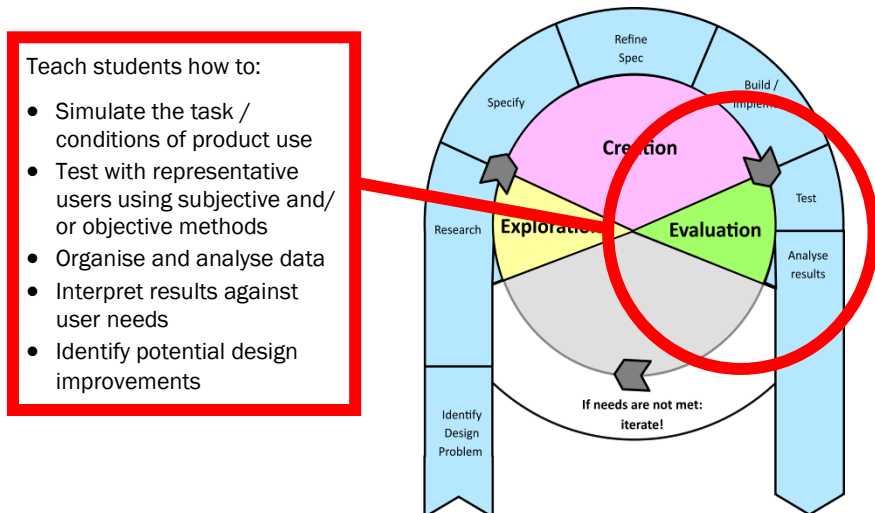 Teach students how to:
• Simulate the task /
conditions of product use
• Test with representative
users using subjective and/
or objective methods
• Organise and analyse data
• Interpret results against
user needs
• Identify potential design
improvements
Refine
Spec
Specify
Build /
Implement
Creation
Research
Exploration
Evaluation
Test
Analyse
results
If needs are not met:
iterate!
Identify
Design
Problem